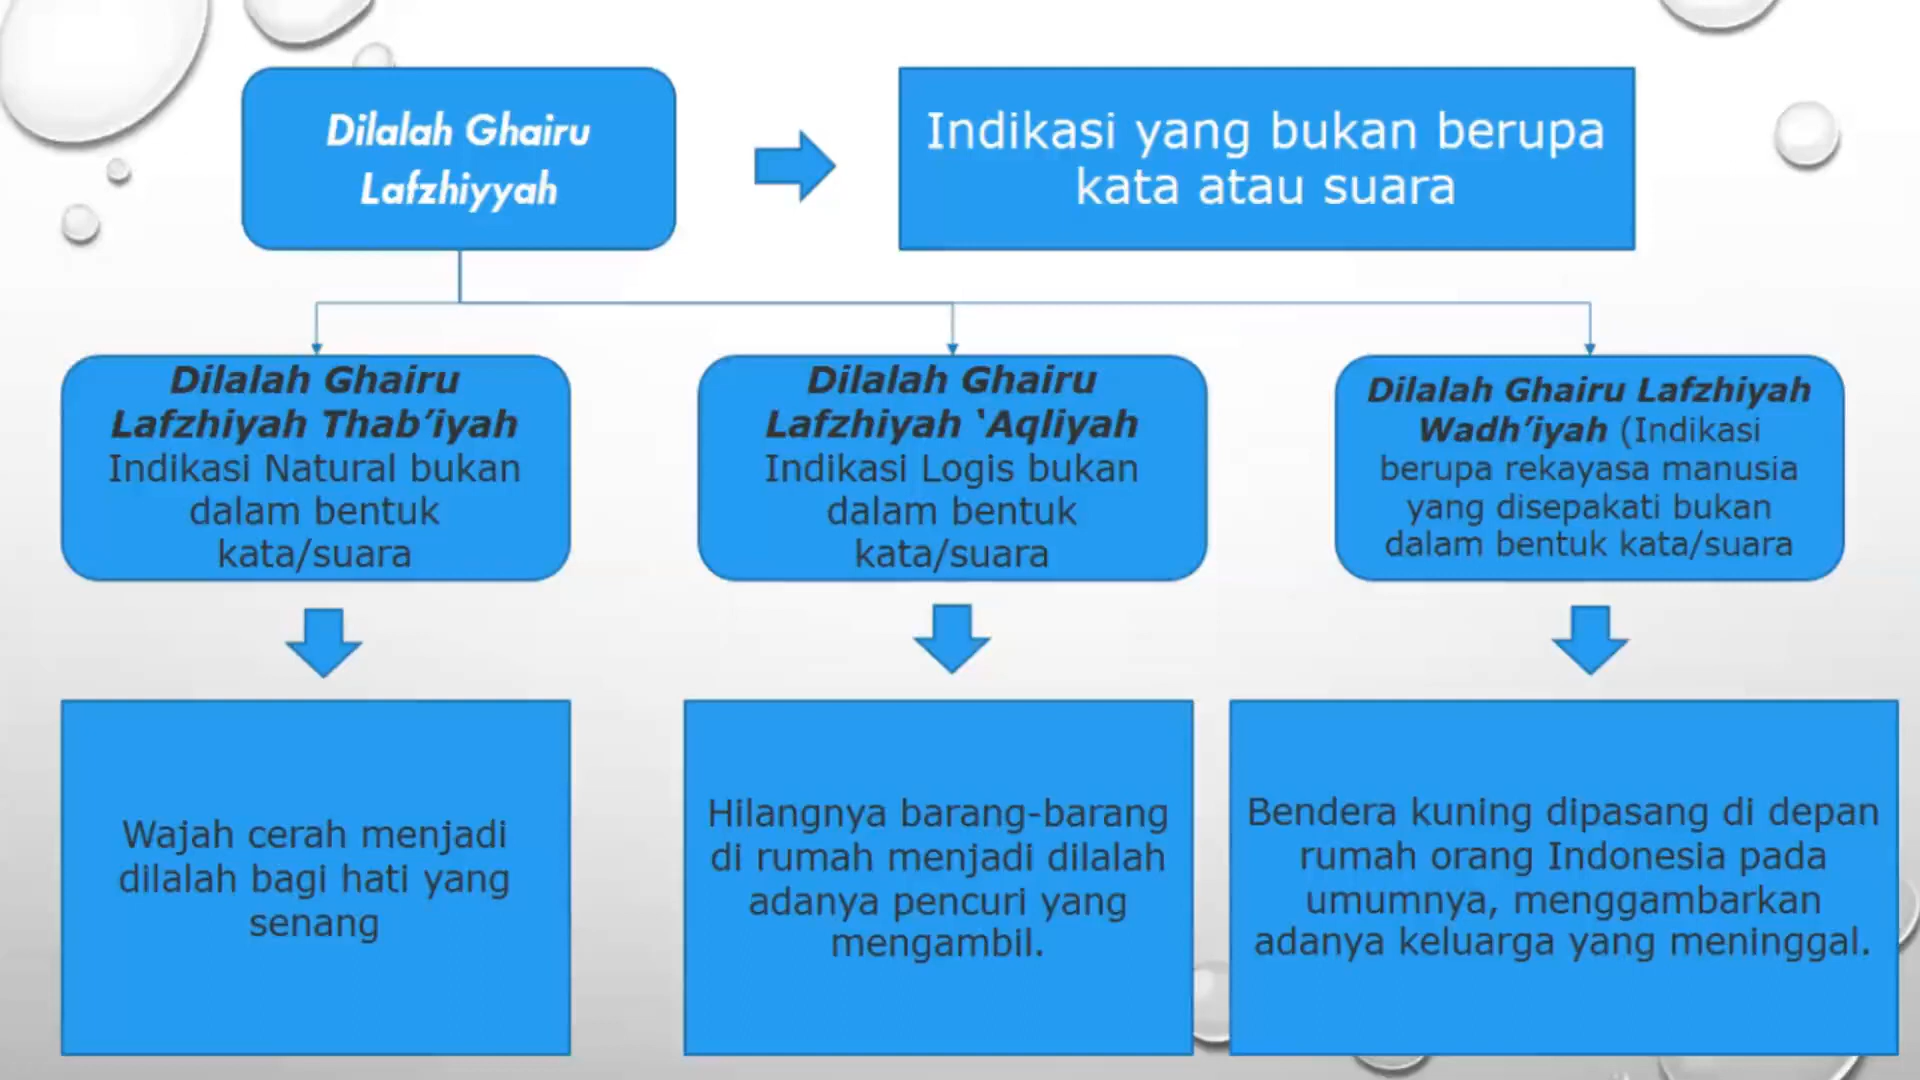 Dilalah Ghairu
Lafzhiyyah
Indikasi yang bukan berupa
kata atau suara
Dilalah Ghairu
Lafzhiyah Thab’iyah
Indikasi Natural bukan
dalam bentuk
kata/suara
Dilalah Ghairu
Lafzhiyah ‘Aqliyah
Indikasi Logis bukan
dalam bentuk
kata/suara
Dilalah Ghairu Lafzhiyah
Wadh’iyah (Indikasi
berupa rekayasa manusia
yang disepakati bukan
dalam bentuk kata/suara
Wajah cerah menjadi
dilalah bagi hati yang
senang
Hilangnya barang-barang
di rumah menjadi dilalah
adanya pencuri yang
mengambil.
Bendera kuning dipasang di depan
rumah orang Indonesia pada
umumnya, menggambarkan
adanya keluarga yang meninggal.